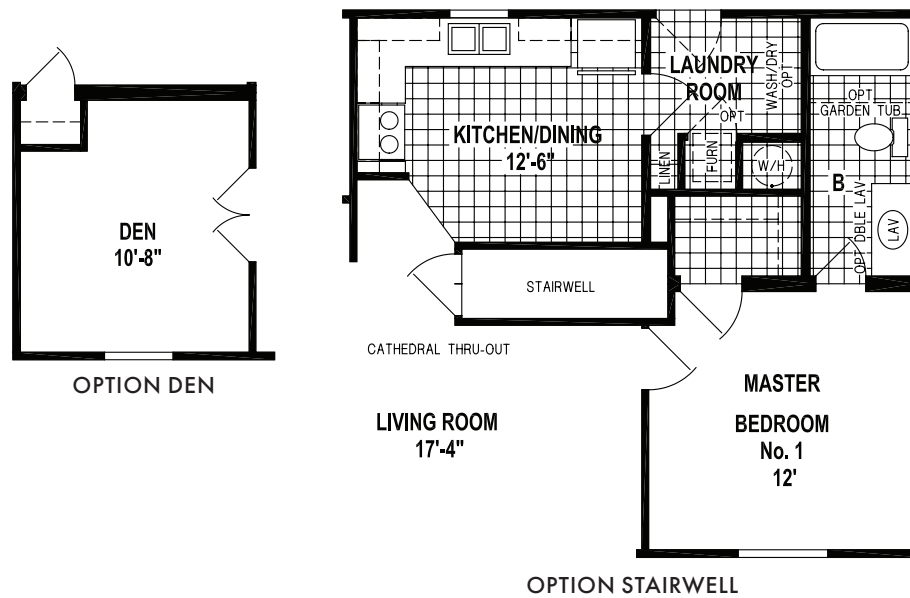 DEN
10'-8"
OPTION DEN
LAUNDRY
ROOM
WASH/DRY
OPT
OPT
KITCHEN/DINING
12'-6"
LINEN
FURN
W/H
OPT
GARDEN TUB
B
OPT DBLE LAV
LAV
STAIRWELL
CATHEDRAL THRU-OUT
LIVING ROOM
17'-4"
MASTER
BEDROOM
No. 1
12'
OPTION STAIRWELL